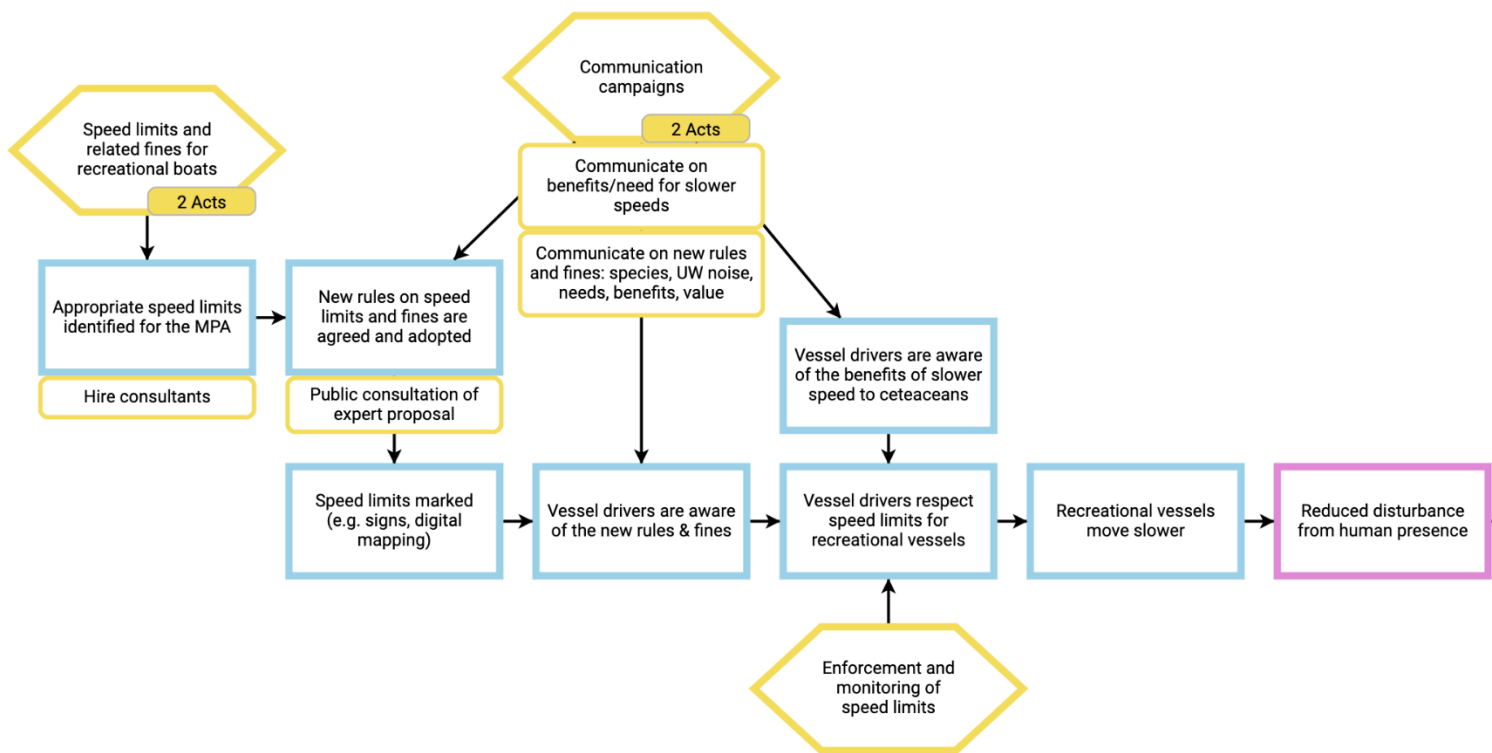 Communication
campaigns
2 Acts
Speed limits and
related fines for
recreational boats
2 Acts
Communicate on
benefits/need for slower
speeds
Communicate on new rules
and fines: species, UW noise,
needs, benefits, value
Appropriate speed limits
identified for the MPA
Hire consultants
New rules on speed
limits and fines are
agreed and adopted
Public consultation of
expert proposal
Vessel drivers are aware
of the benefits of slower
speed to ceteaceans
Speed limits marked
(e.g. signs, digital
mapping)
Vessel drivers are aware
of the new rules & fines
Vessel drivers respect
speed limits for
recreational vessels
Recreational vessels
move slower
Reduced disturbance
from human presence
Enforcement and
monitoring of
speed limits